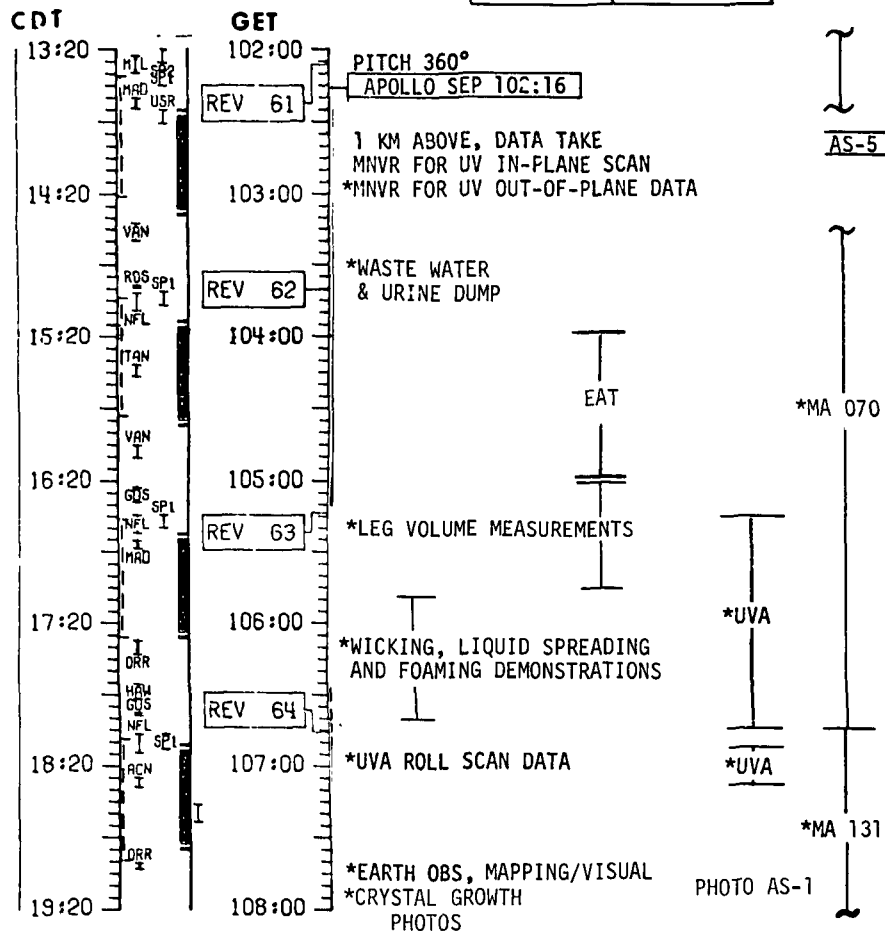 CDT GET
13:20 102:00
PITCH 360°
MIL
SP1
APOLLO SEP 102:16
MAD
USR
REV 61
1 KM ABOVE, DATA TAKE
AS-5
MNVR FOR UV IN-PLANE SCAN
14:20 103:00 *MNVR FOR UV OUT-OF-PLANE DATA
VAN
*WASTE WATER
ROS SP1
REV 62
& URINE DUMP
NFL
15:20 104:00
TAN
EAT
*MA 070
VAN
16:20 105:00
GDS
SP1
NFL
REV 63
*LEG VOLUME MEASUREMENTS
MAD
17:20 106:00
*UVA
*WICKING, LIQUID SPREADING
ORR
AND FOAMING DEMONSTRATIONS
HAW
GDS
REV 64
NFL
SP1
18:20 107:00 *UVA ROLL SCAN DATA *UVA
ACN
*MA 131
ORR
*EARTH OBS, MAPPING/VISUAL
PHOTO AS-1
*CRYSTAL GROWTH
19:20 108:00
PHOTOS